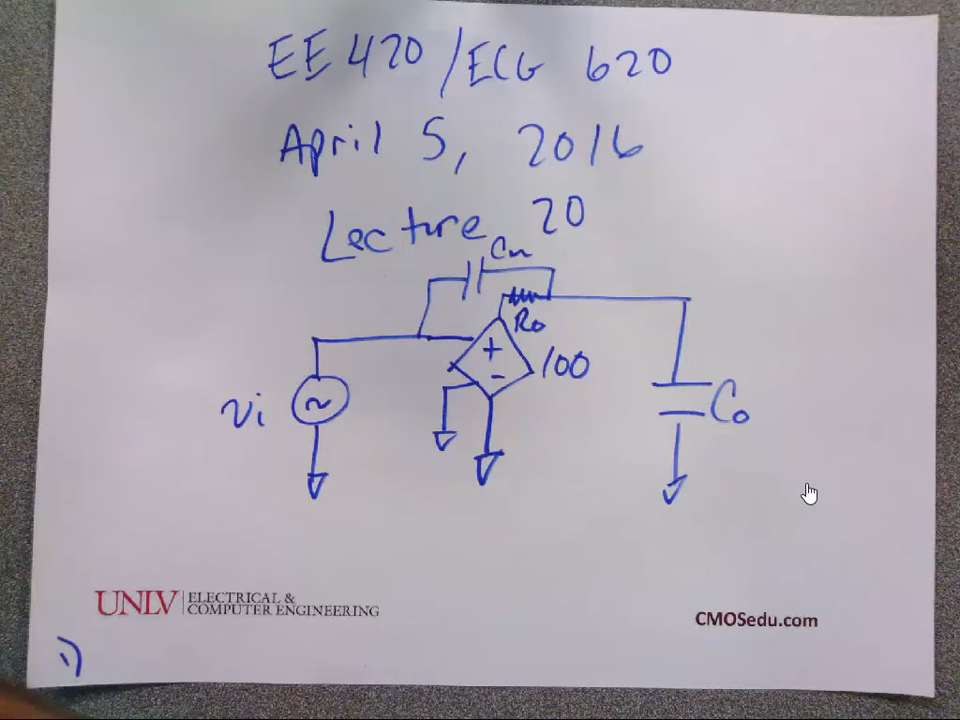 EE 420 / ECG 620
April 5, 2016
Lecture 20
Ro
+
-
100
vi
~
Co
UNLV | ELECTRICAL &
COMPUTER ENGINEERING
CMOSedu.com